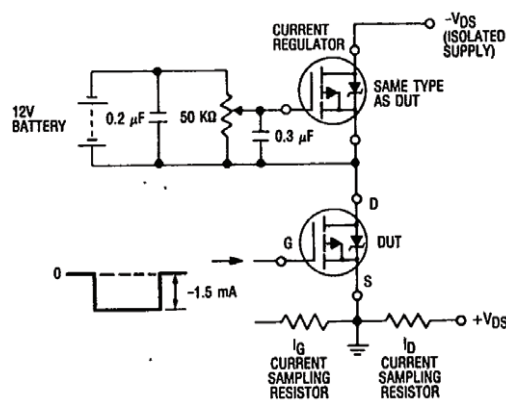 CURRENT
REGULATOR
-VDS
(ISOLATED
SUPPLY)
SAME TYPE
AS DUT
12V
BATTERY
0.2 μF
50 KΩ
0.3 μF
D
DUT
G
S
0
-1.5 mA
+VDS
IG
CURRENT
SAMPLING
RESISTOR
ID
CURRENT
SAMPLING
RESISTOR